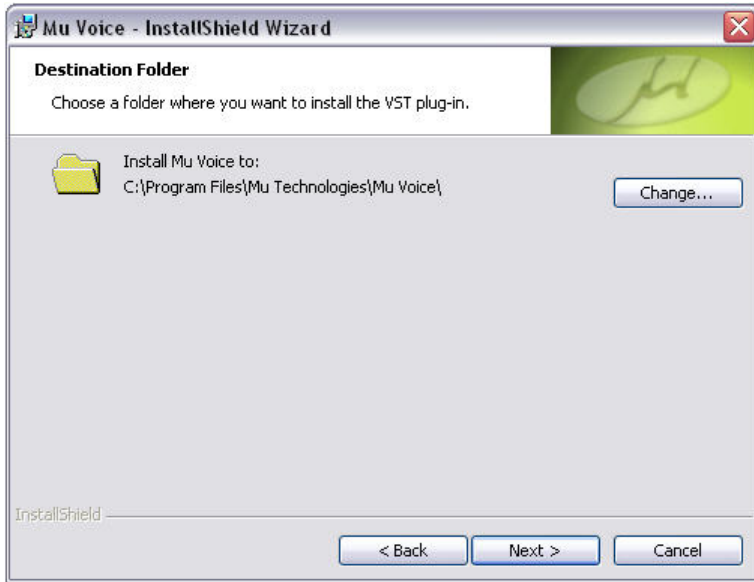 Mu Voice - InstallShield Wizard
Destination Folder
Choose a folder where you want to install the VST plug-in.
Install Mu Voice to:
C:\Program Files\Mu Technologies\Mu Voice\
Change...
InstallShield
< Back
Next >
Cancel